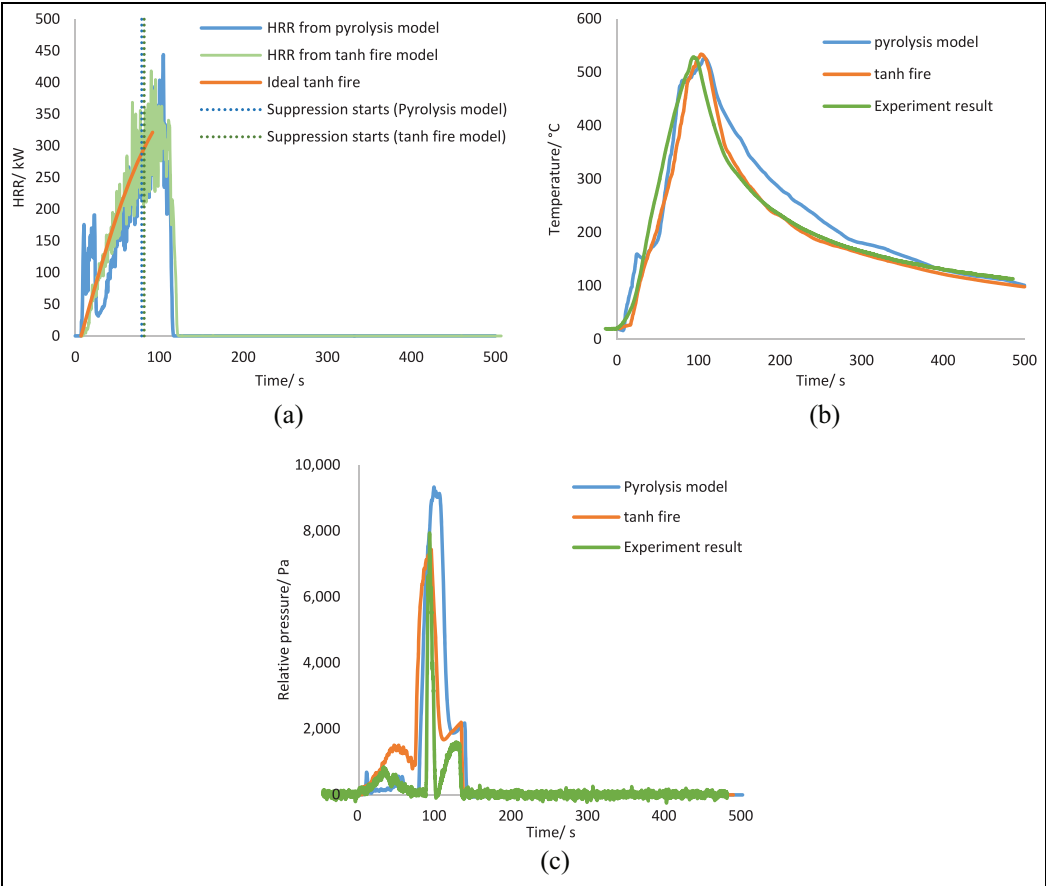 500
450
400
350
300
250
200
150
100
50
0
HRR/ kW
0 100 200 300 400 500
Time/ s
HRR from pyrolysis model
HRR from tanh fire model
Ideal tanh fire
Suppression starts (Pyrolysis model)
Suppression starts (tanh fire model)
(a)
600
500
400
300
200
100
0
Temperature/ °C
0 100 200 300 400 500
Time/ s
pyrolysis model
tanh fire
Experiment result
(b)
10,000
8,000
6,000
4,000
2,000
0
Relative pressure/ Pa
0 100 200 300 400 500
Time/ s
Pyrolysis model
tanh fire
Experiment result
(c)